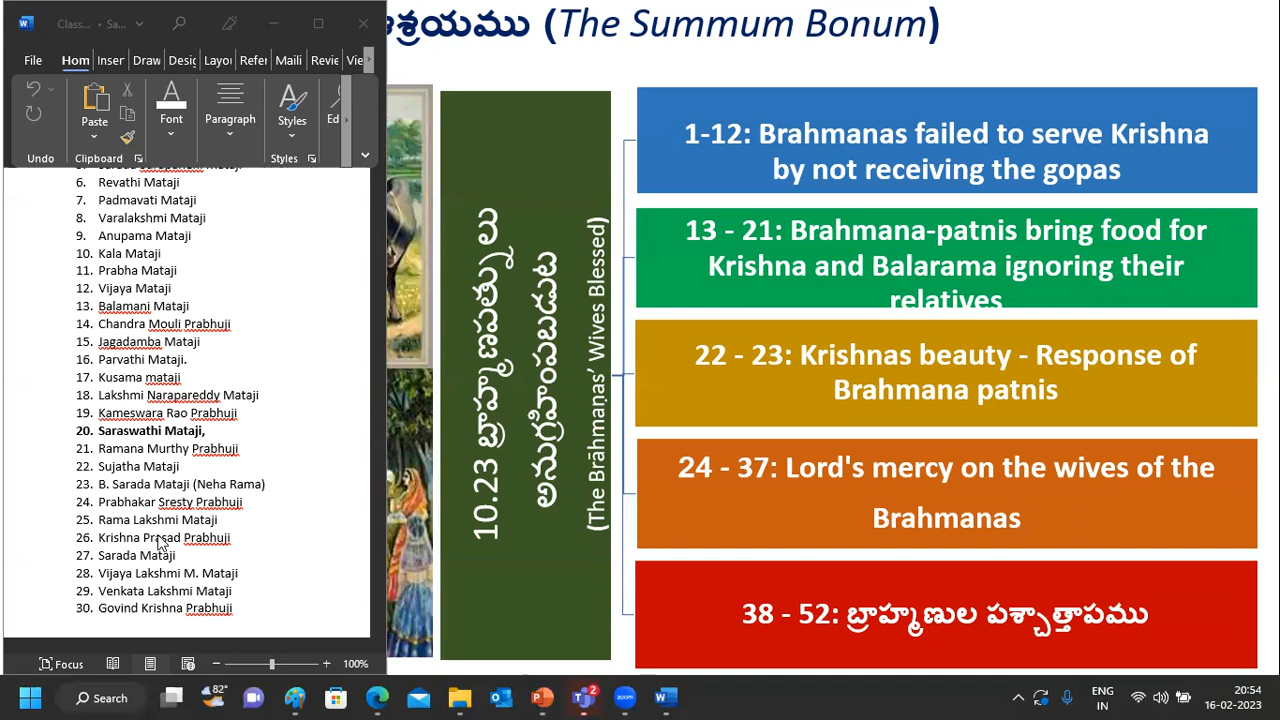 Class... - Sa...
ఆశ్రయము (The Summum Bonum)
File
Hom
Inser
Draw
Desig
Layou
Refer
Maili
Revie
Vie
Paste
Font
Paragraph
Styles
Ed
Undo
Clipboard
Styles
6. Revathi Mataji
7. Padmavati Mataji
8. Varalakshmi Mataji
9. Anupama Mataji
10. Kala Mataji
11. Prabha Mataji
12. Vijaya Mataji
13. Balamani Mataji
14. Chandra Mouli Prabhuji
15. Jagadamba Mataji
16. Parvathi Mataji.
17. Kusama mataji
18. Lakshmi Narapareddy Mataji
19. Kameswara Rao Prabhuji
20. Saraswathi Mataji,
21. Ramana Murthy Prabhuji
22. Sujatha Mataji
23. B. Sarada Mataji (Neha Rama)
24. Prabhakar Sresty Prabhuji
25. Rama Lakshmi Mataji
26. Krishna Prasad Prabhuji
27. Sarada Mataji
28. Vijaya Lakshmi M. Mataji
29. Venkata Lakshmi Mataji
30. Govind Krishna Prabhuji
Focus
100%
10.23 బ్రాహ్మణపత్నులు
అనుగ్రహింపబడుట
(The Brāhmaṇas' Wives Blessed)
1-12: Brahmanas failed to serve Krishna
by not receiving the gopas
13 - 21: Brahmana-patnis bring food for
Krishna and Balarama ignoring their
relatives
22 - 23: Krishnas beauty - Response of
Brahmana patnis
24 - 37: Lord's mercy on the wives of the
Brahmanas
38 - 52: బ్రాహ్మణుల పశ్చాత్తాపము
Search
82°
2
zoom
ENG
IN
20:54
16-02-2023